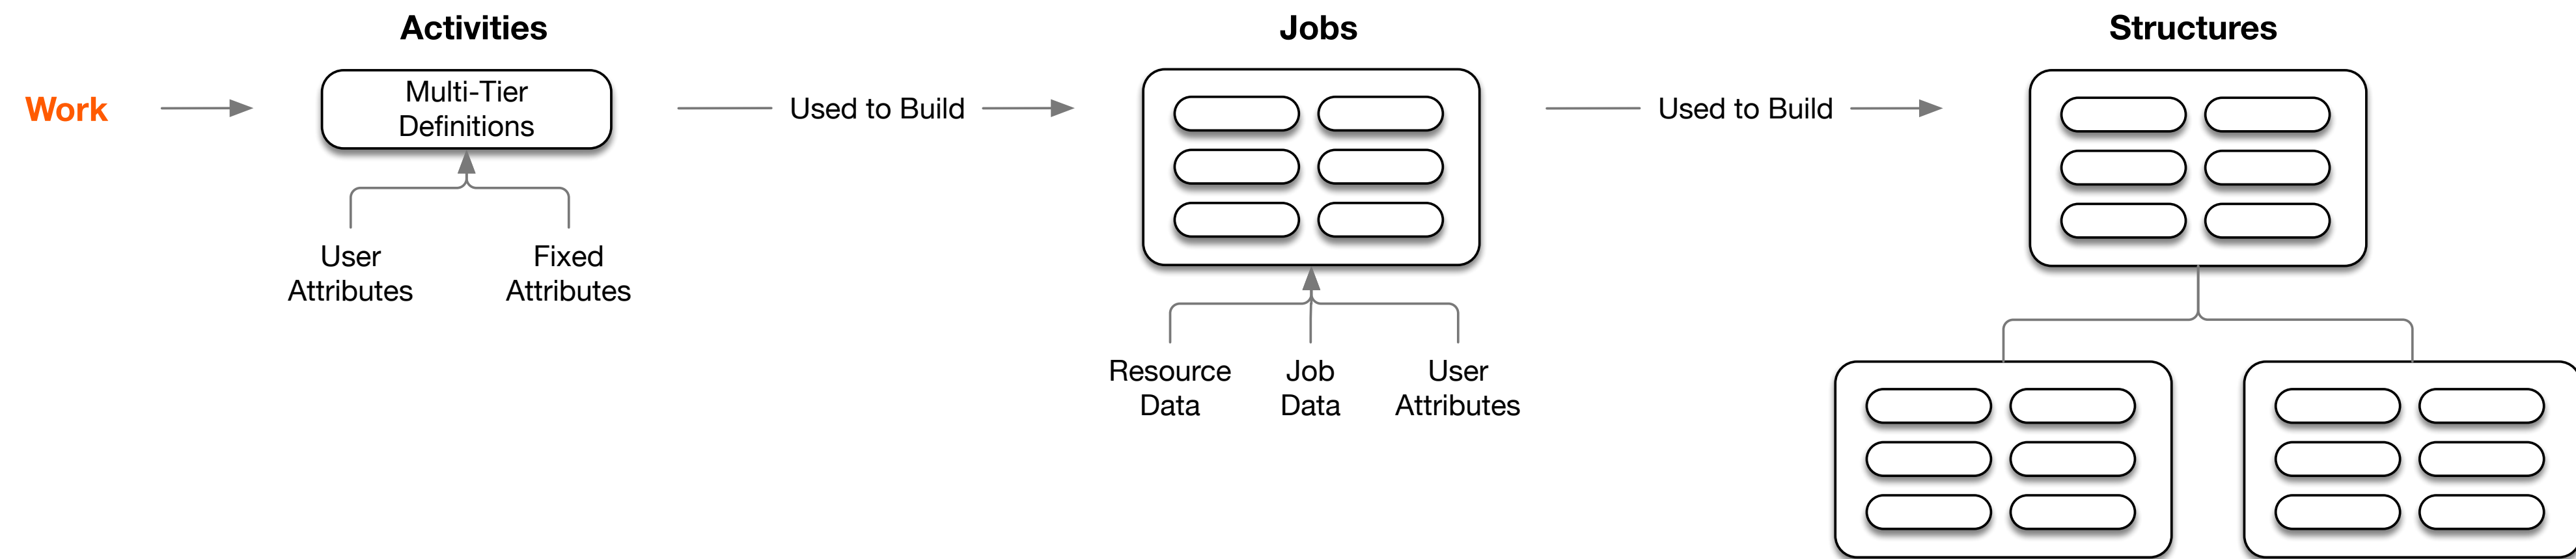 Activities
Jobs
Structures
Work
Multi-Tier
Definitions
Used to Build
Used to Build
User
Attributes
Fixed
Attributes
Resource
Data
Job
Data
User
Attributes